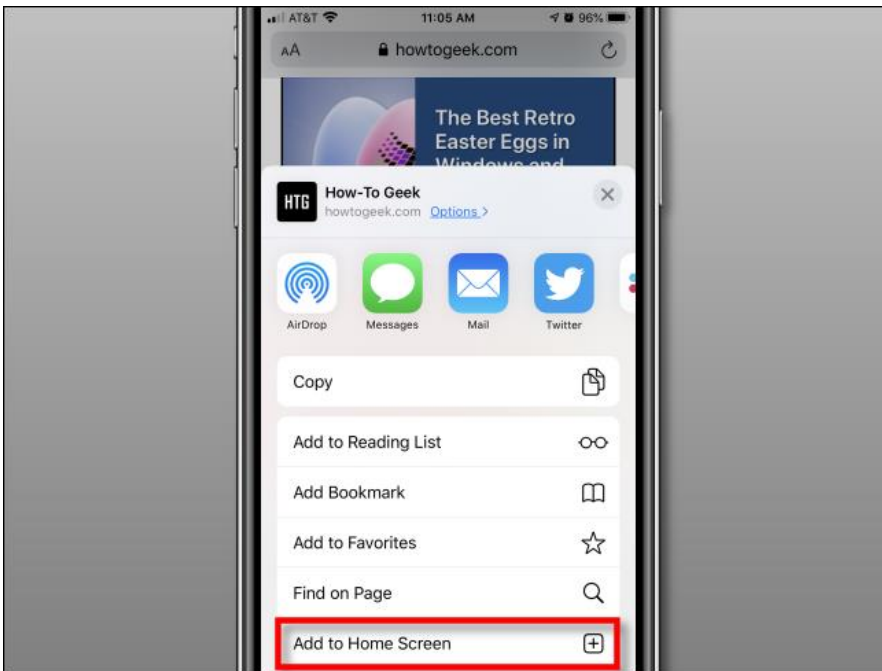 AT&T 11:05 AM 96%
AA howtogeek.com
The Best Retro
Easter Eggs in
Windows and
HTG How-To Geek
howtogeek.com Options >
AirDrop Messages Mail Twitter
Copy
Add to Reading List
Add Bookmark
Add to Favorites
Find on Page
Add to Home Screen